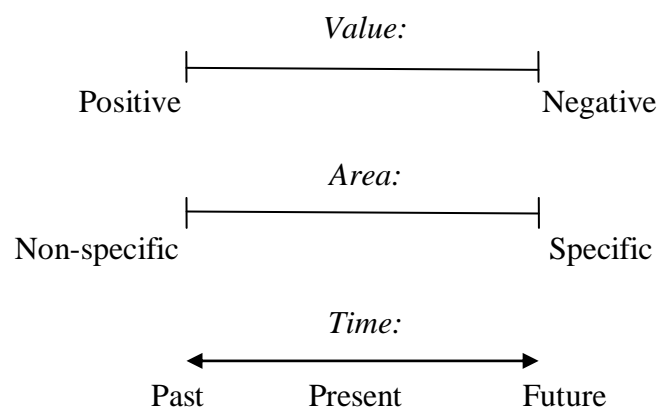 Value:
Positive Negative
Area:
Non-specific Specific
Time:
Past Present Future